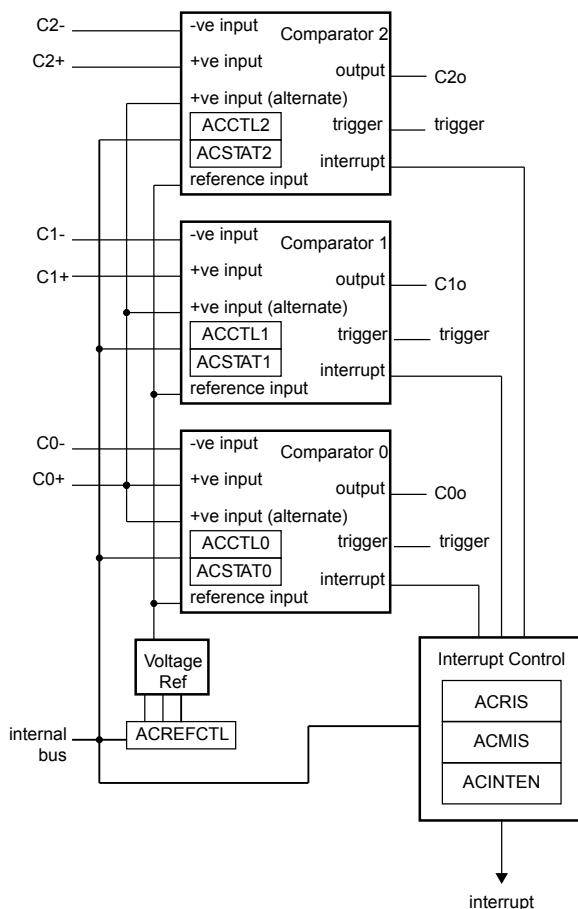 C2-
-ve input
Comparator 2
C2+
+ve input
output
C2o
+ve input (alternate)
ACCTL2
trigger
trigger
ACSTAT2
interrupt
reference input
C1-
-ve input
Comparator 1
C1+
+ve input
output
C1o
+ve input (alternate)
ACCTL1
trigger
trigger
ACSTAT1
interrupt
reference input
C0-
-ve input
Comparator 0
C0+
+ve input
output
C0o
+ve input (alternate)
ACCTL0
trigger
trigger
ACSTAT0
interrupt
reference input
Voltage
Ref
Interrupt Control
ACRIS
internal
bus
ACREFCTL
ACMIS
ACINTEN
interrupt